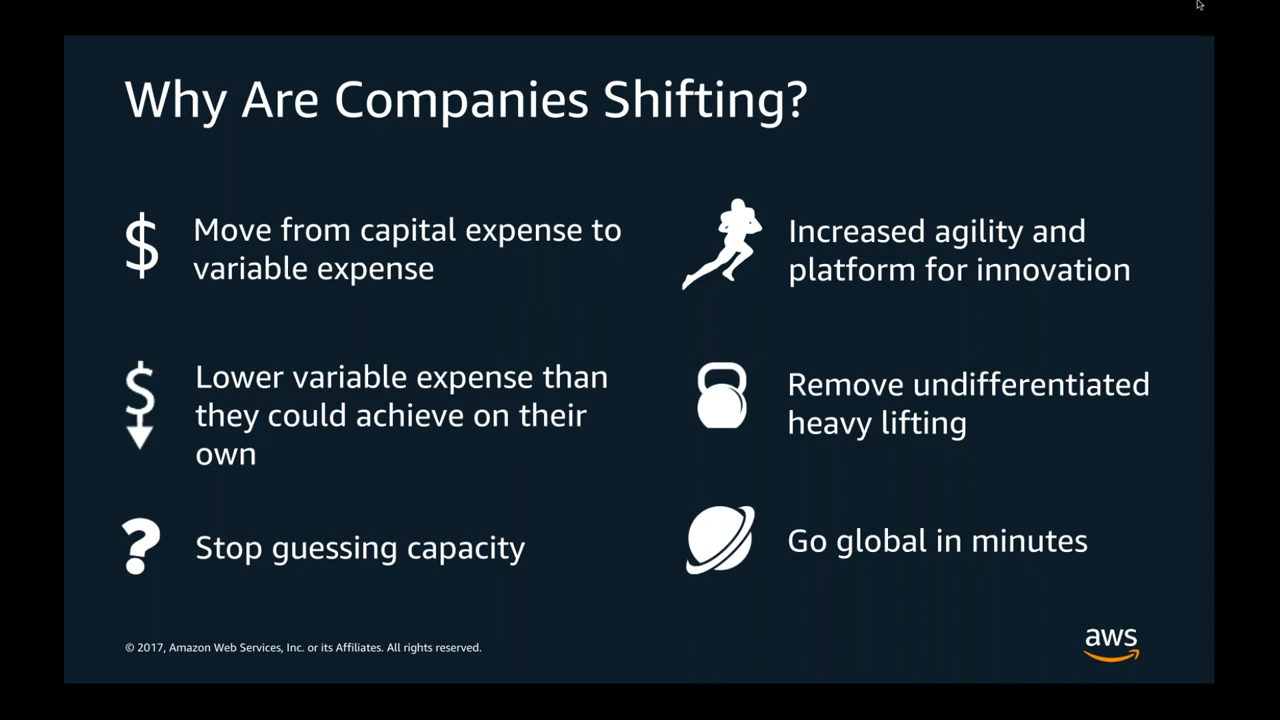 Why Are Companies Shifting?
$
Move from capital expense to
variable expense
$
Lower variable expense than
they could achieve on their
own
?
Stop guessing capacity
Increased agility and
platform for innovation
Remove undifferentiated
heavy lifting
Go global in minutes
© 2017, Amazon Web Services, Inc. or its Affiliates. All rights reserved.
aws